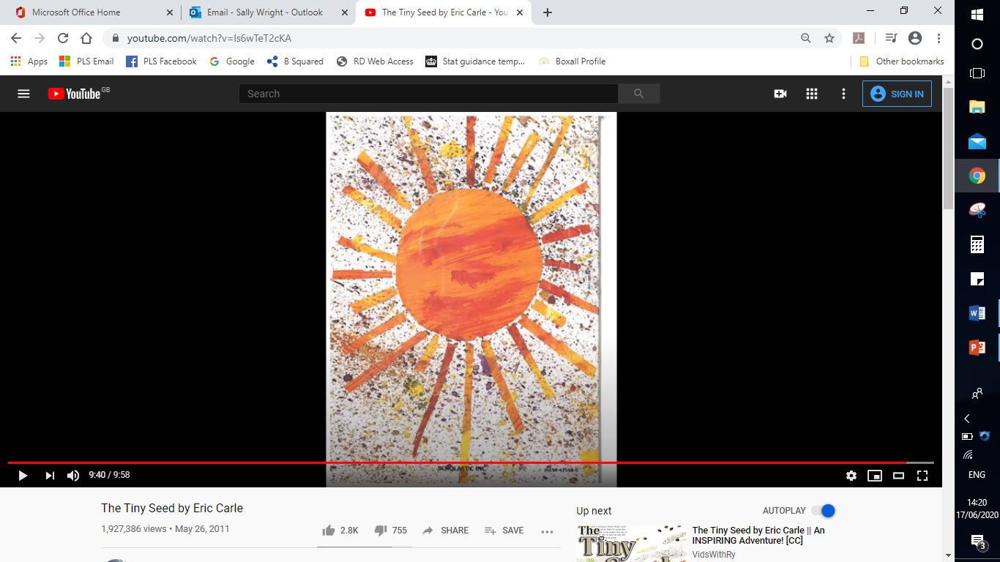 Microsoft Office Home
Email - Sally Wright - Outlook
The Tiny Seed by Eric Carle - You
youtube.com/watch?v=Is6wTeT2cKA
Apps
PLS Email
PLS Facebook
Google
B Squared
RD Web Access
Stat guidance temp...
Boxall Profile
Other bookmarks
YouTube GB
Search
SIGN IN
SCHOLASTIC INC
9:40 / 9:58
The Tiny Seed by Eric Carle
1,927,386 views • May 26, 2011
2.8K
755
SHARE
SAVE
Up next
AUTOPLAY
The
Tiny
The Tiny Seed by Eric Carle || An
INSPIRING Adventure! [CC]
VidsWithRy
ENG
14:20
17/06/2020
3